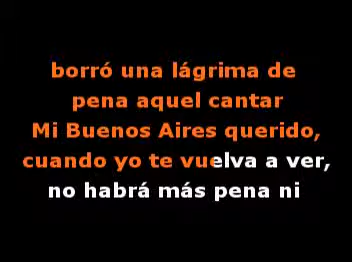 borró una lágrima de
pena aquel cantar
Mi Buenos Aires querido,
cuando yo te vuelva a ver,
no habrá más pena ni